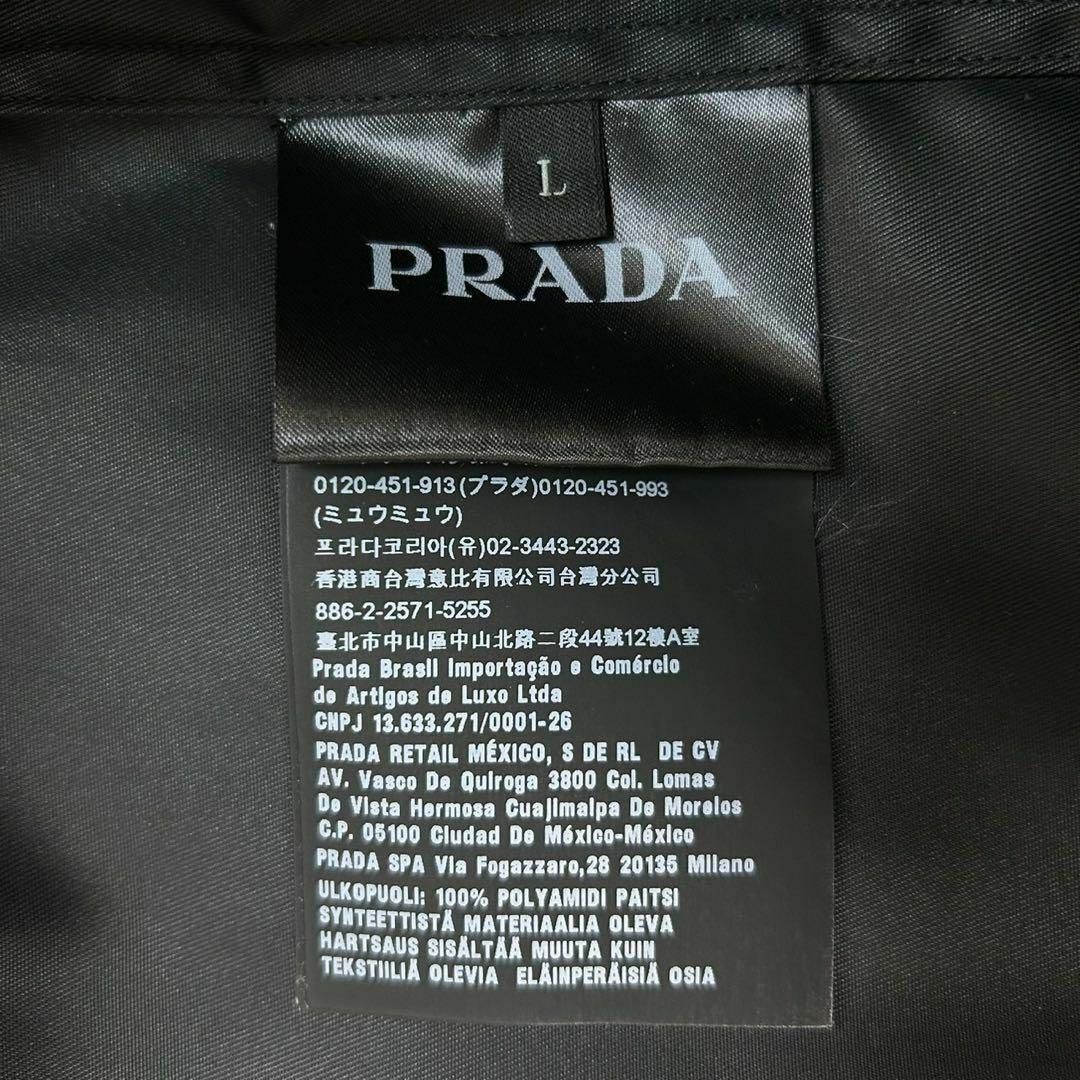 L
PRADA
0120-451-913(プラダ)0120-451-993
(ミュウミュウ)
프라다코리아(유)02-3443-2323
香港商台灣意比有限公司台灣分公司
886-2-2571-5255
臺北市中山區中山北路二段44號12樓A室
Prada Brasil Importação e Comércio
de Artigos de Luxo Ltda
CNPJ 13.633.271/0001-26
PRADA RETAIL MÉXICO, S DE RL DE CV
AV. Vasco De Quiroga 3800 Col. Lomas
De Vista Hermosa Cuajimalpa De Morelos
C.P. 05100 Ciudad De México-México
PRADA SPA Via Fogazzaro,28 20135 Milano
ULKOPUOLI: 100% POLYAMIDI PAITSI
SYNTEETTISTÄ MATERIAALIA OLEVA
HARTSAUS SISÄLTÄÄ MUUTA KUIN
TEKSTIILIÄ OLEVIA ELÄINPERÄISIÄ OSIA